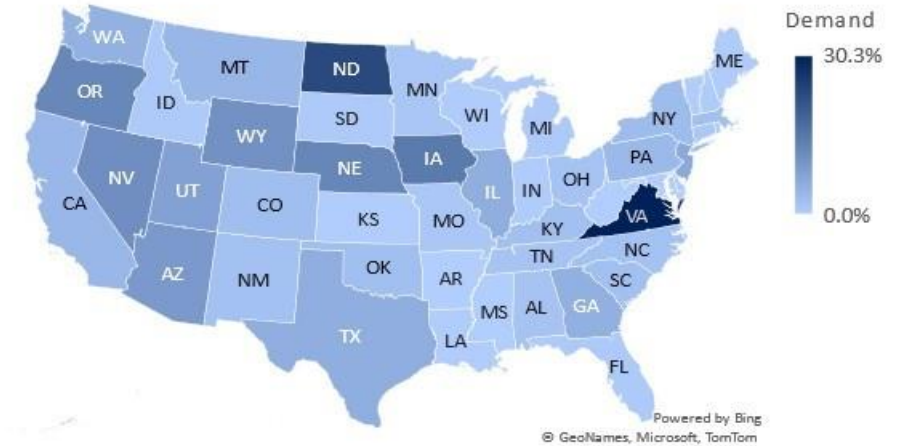 Demand
30.3%
0.0%
WA
MT
ND
MN
ME
OR
ID
SD
WI
MI
NY
WY
NE
IA
PA
NV
UT
IL
IN
OH
CA
CO
KS
MO
KY
VA
AZ
NM
OK
TN
NC
AR
SC
TX
MS
AL
GA
LA
FL
Powered by Bing
© GeoNames, Microsoft, TomTom